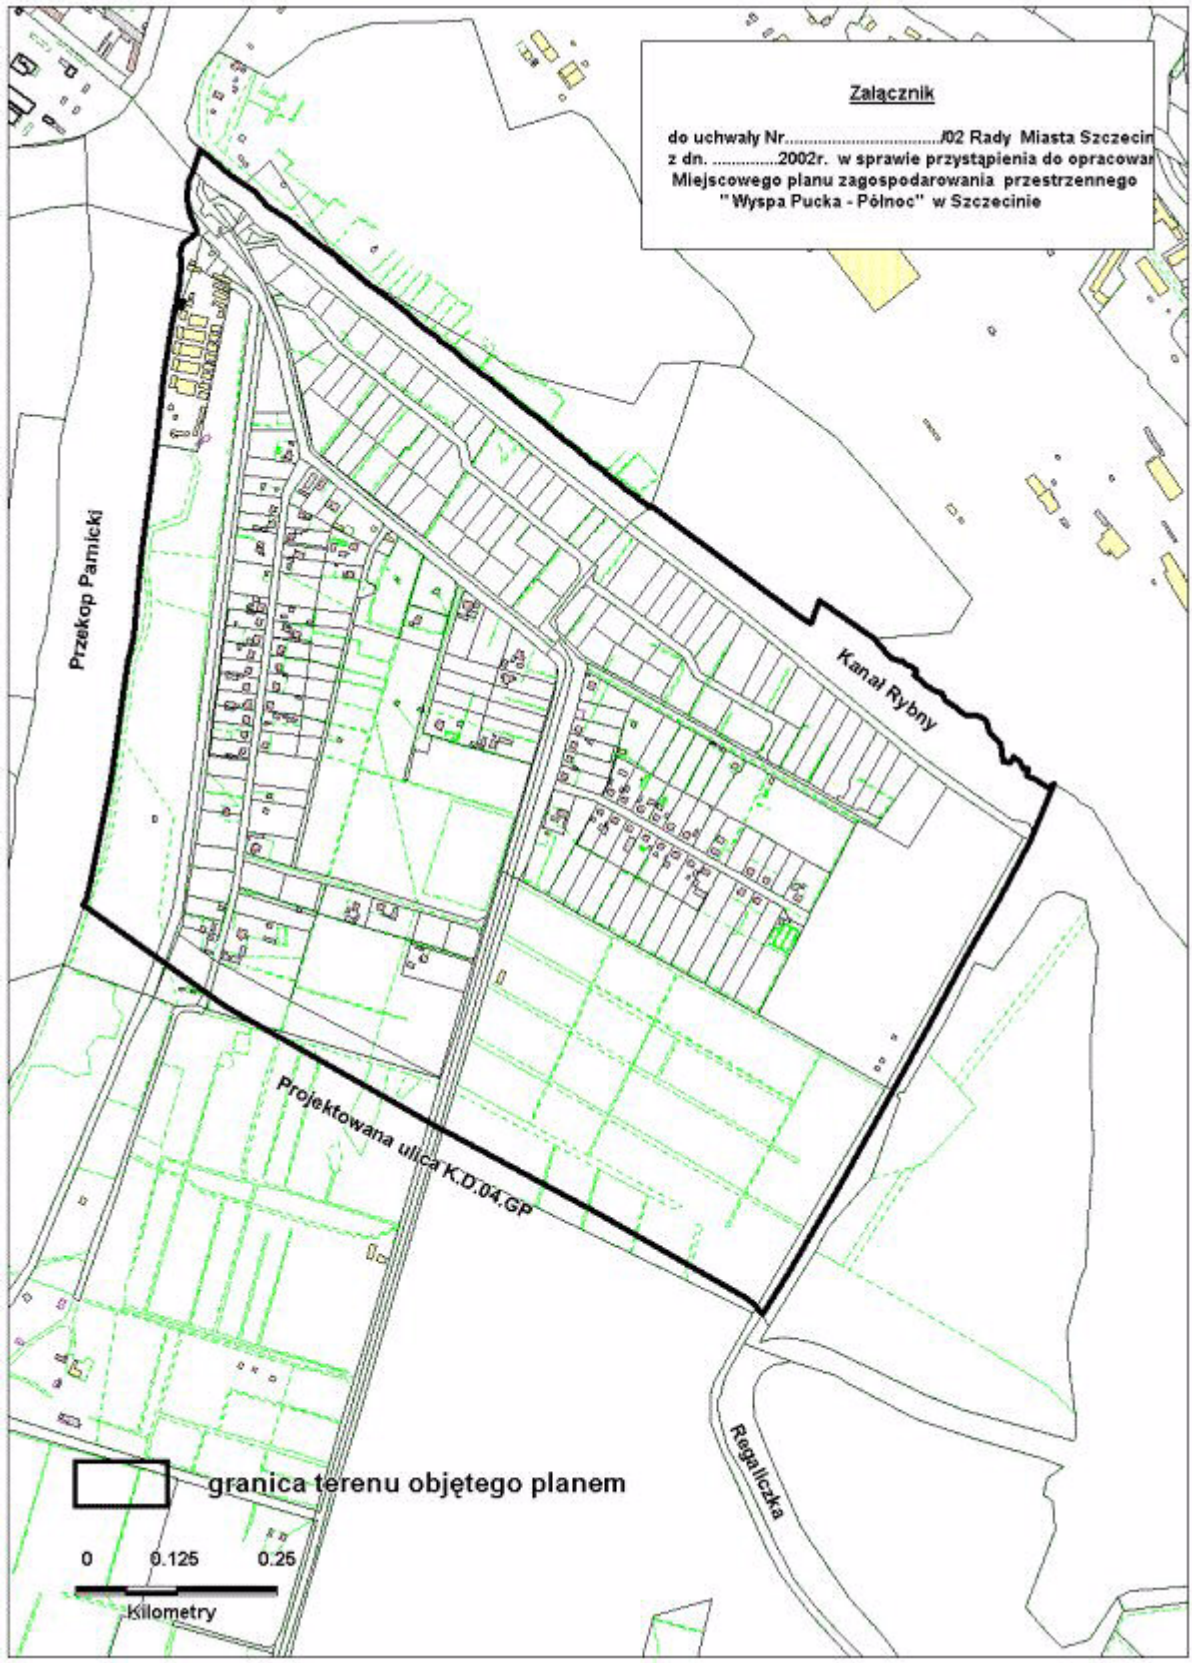 Załącznik
do uchwały Nr....................................../02 Rady Miasta Szczecin
z dn. ...............2002r. w sprawie przystąpienia do opracowan
Miejscowego planu zagospodarowania przestrzennego
"Wyspa Pucka - Północ" w Szczecinie
Przekop Parnicki
Kanał Rybny
Projektowana ulica K.D.04.GP
Regaliczka
granica terenu objętego planem
0 0.125 0.25
Kilometry